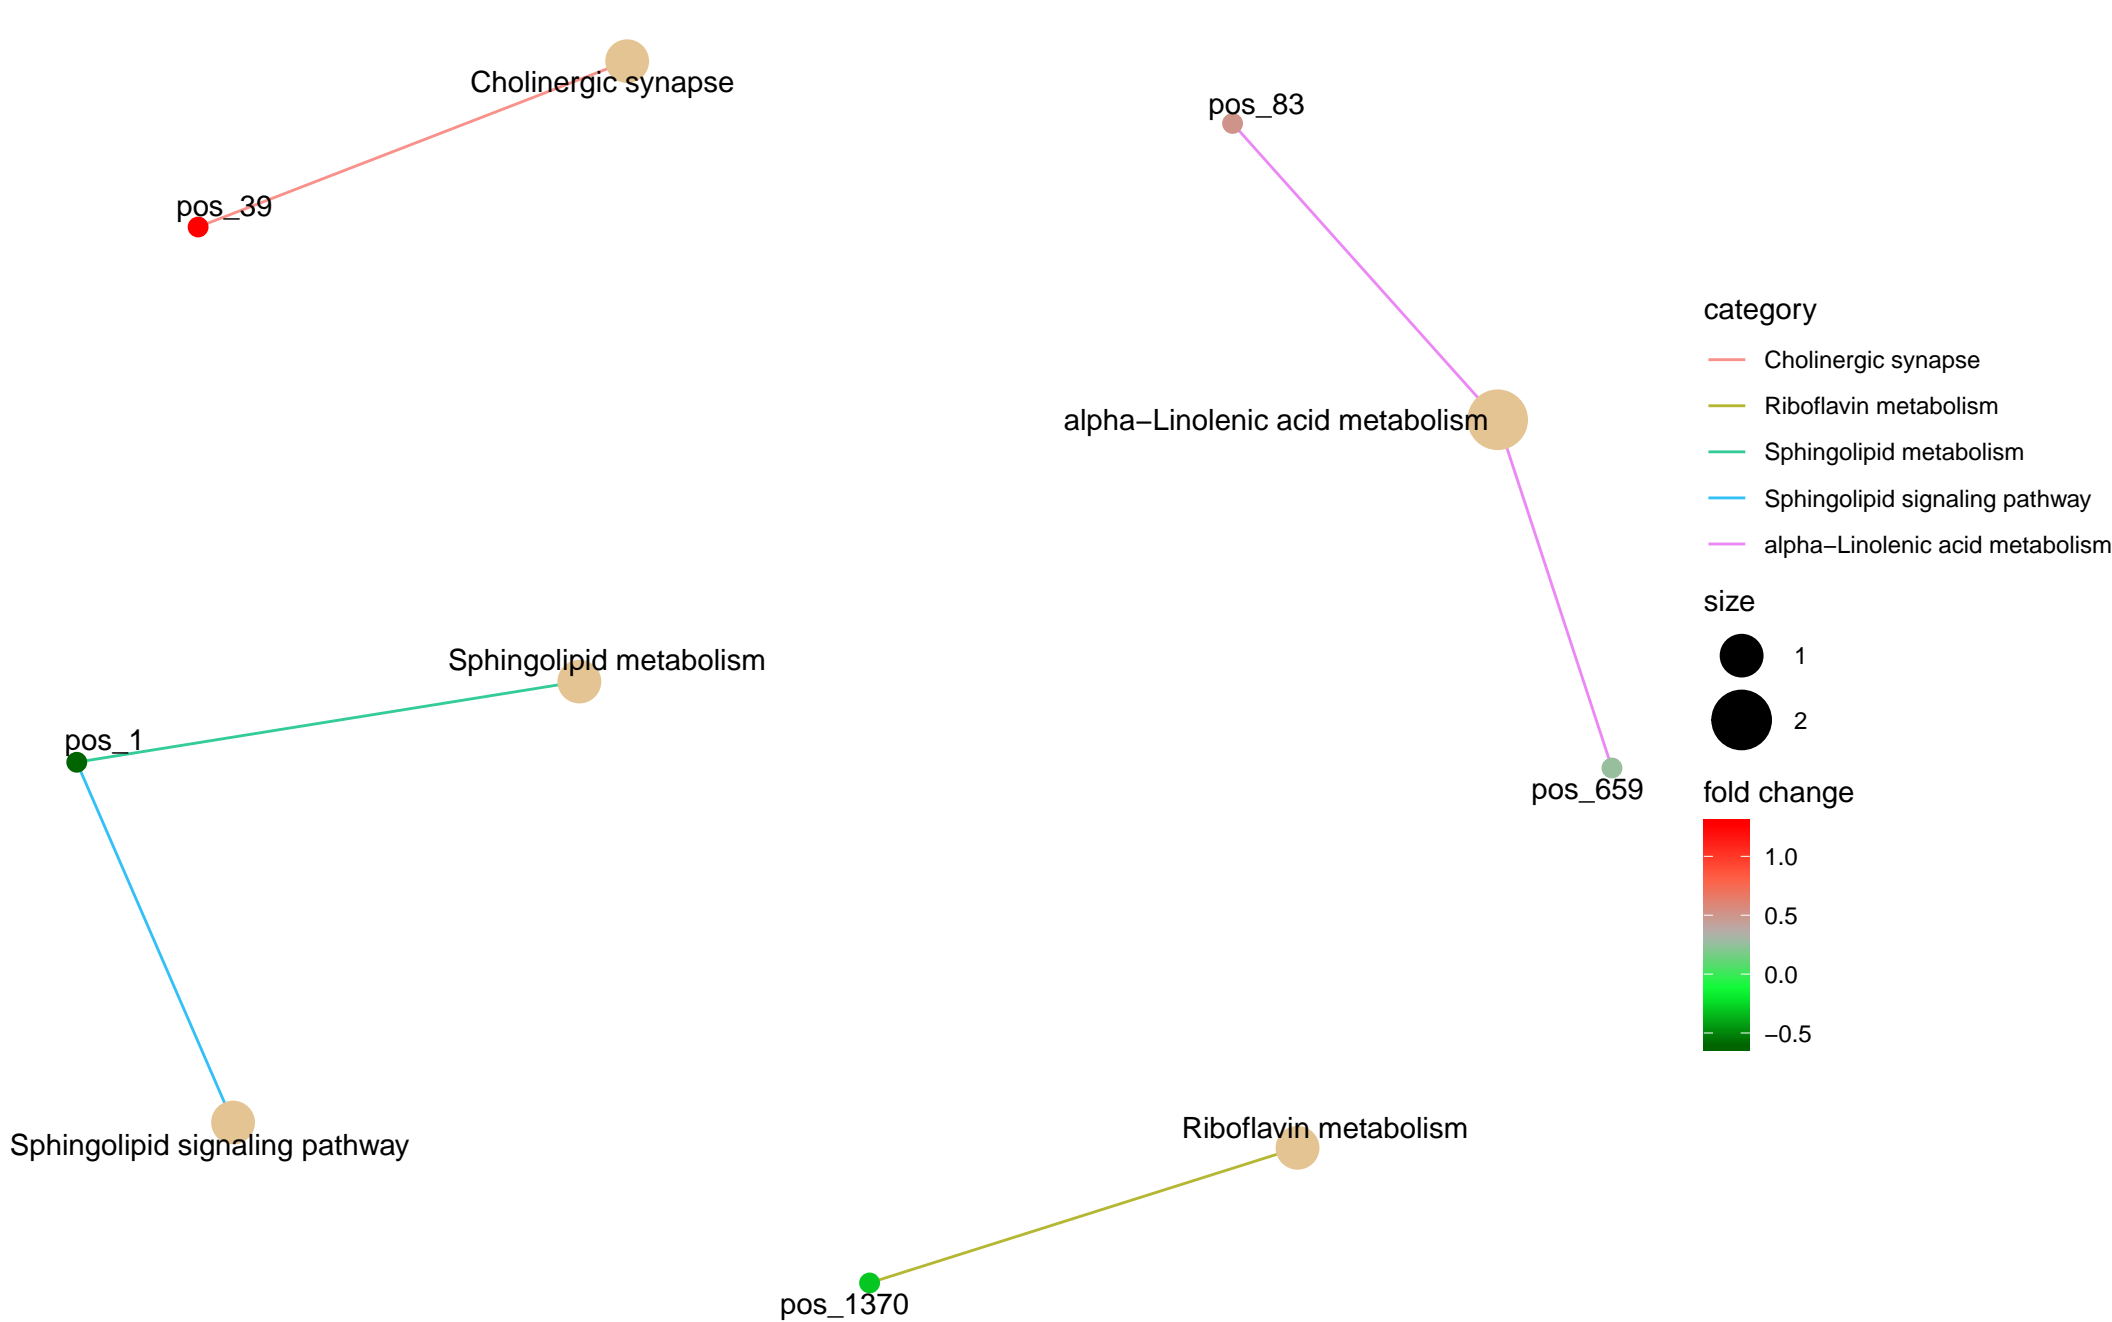 Cholinergic synapse
pos_83
pos_39
alpha−Linolenic acid metabolism
Sphingolipid metabolism
pos_1
pos_659
Sphingolipid signaling pathway
Riboflavin metabolism
pos_1370
category
Cholinergic synapse
Riboflavin metabolism
Sphingolipid metabolism
Sphingolipid signaling pathway
alpha−Linolenic acid metabolism
size
1
2
fold change
1.0
0.5
0.0
−0.5